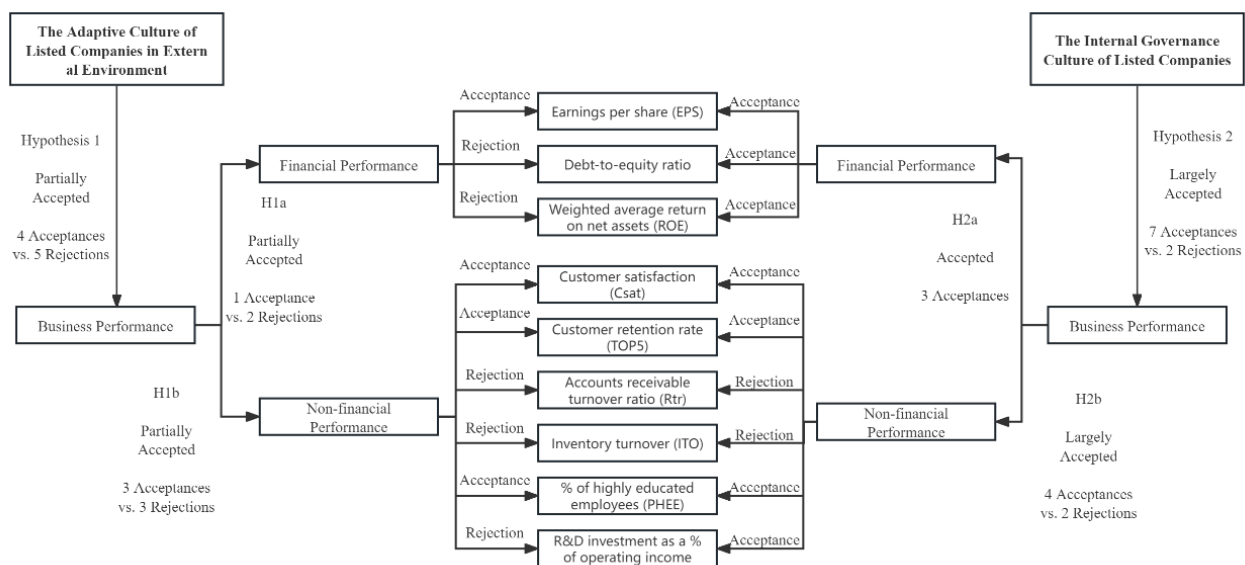 The Adaptive Culture of
Listed Companies in Extern
al Environment
The Internal Governance
Culture of Listed Companies
Hypothesis 1
Partially
Accepted
4 Acceptances
vs. 5 Rejections
Business Performance
H1a
Partially
Accepted
1 Acceptance
vs. 2 Rejections
H1b
Partially
Accepted
3 Acceptances
vs. 3 Rejections
Financial Performance
Non-financial
Performance
Acceptance
Rejection
Rejection
Acceptance
Acceptance
Rejection
Rejection
Acceptance
Rejection
Earnings per share (EPS)
Debt-to-equity ratio
Weighted average return
on net assets (ROE)
Customer satisfaction
(Csat)
Customer retention rate
(TOP5)
Accounts receivable
turnover ratio (Rtr)
Inventory turnover (ITO)
% of highly educated
employees (PHEE)
R&D investment as a %
of operating income
Acceptance
Acceptance
Acceptance
Acceptance
Acceptance
Rejection
Rejection
Acceptance
Acceptance
Financial Performance
Non-financial
Performance
H2a
Accepted
3 Acceptances
H2b
Largely
Accepted
4 Acceptances
vs. 2 Rejections
Hypothesis 2
Largely
Accepted
7 Acceptances
vs. 2 Rejections
Business Performance